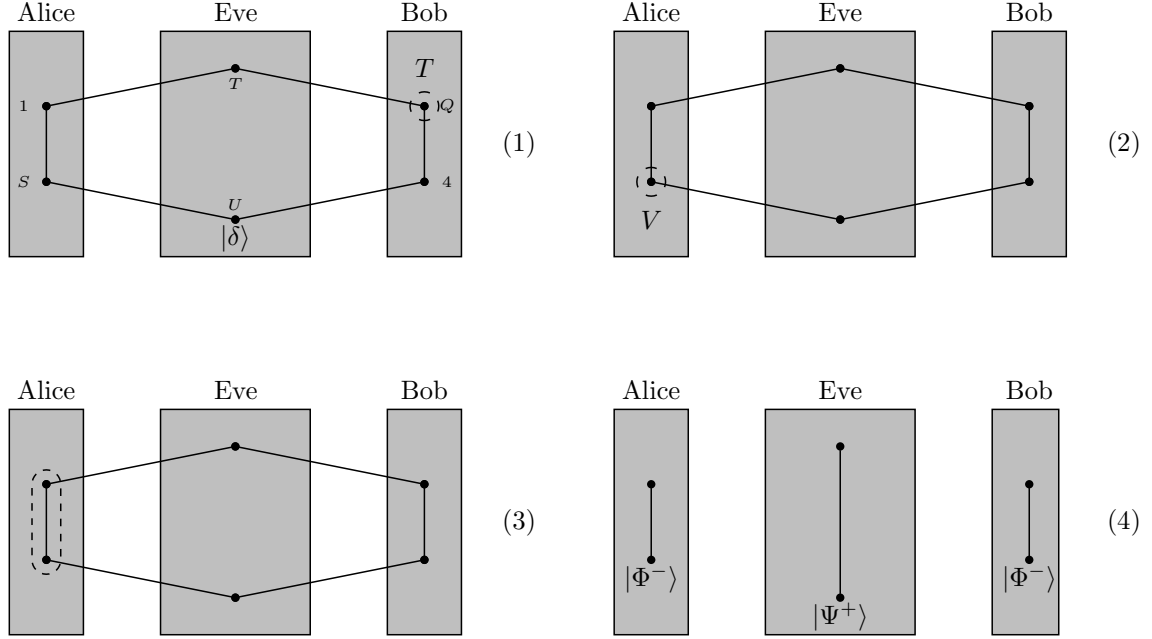 Alice Eve Bob
T
1 T Q
(1)
S U 4
|δ⟩
Alice Eve Bob
(2)
V
Alice Eve Bob
(3)
Alice Eve Bob
(4)
|Φ⁻⟩ |Φ⁻⟩
|Ψ⁺⟩